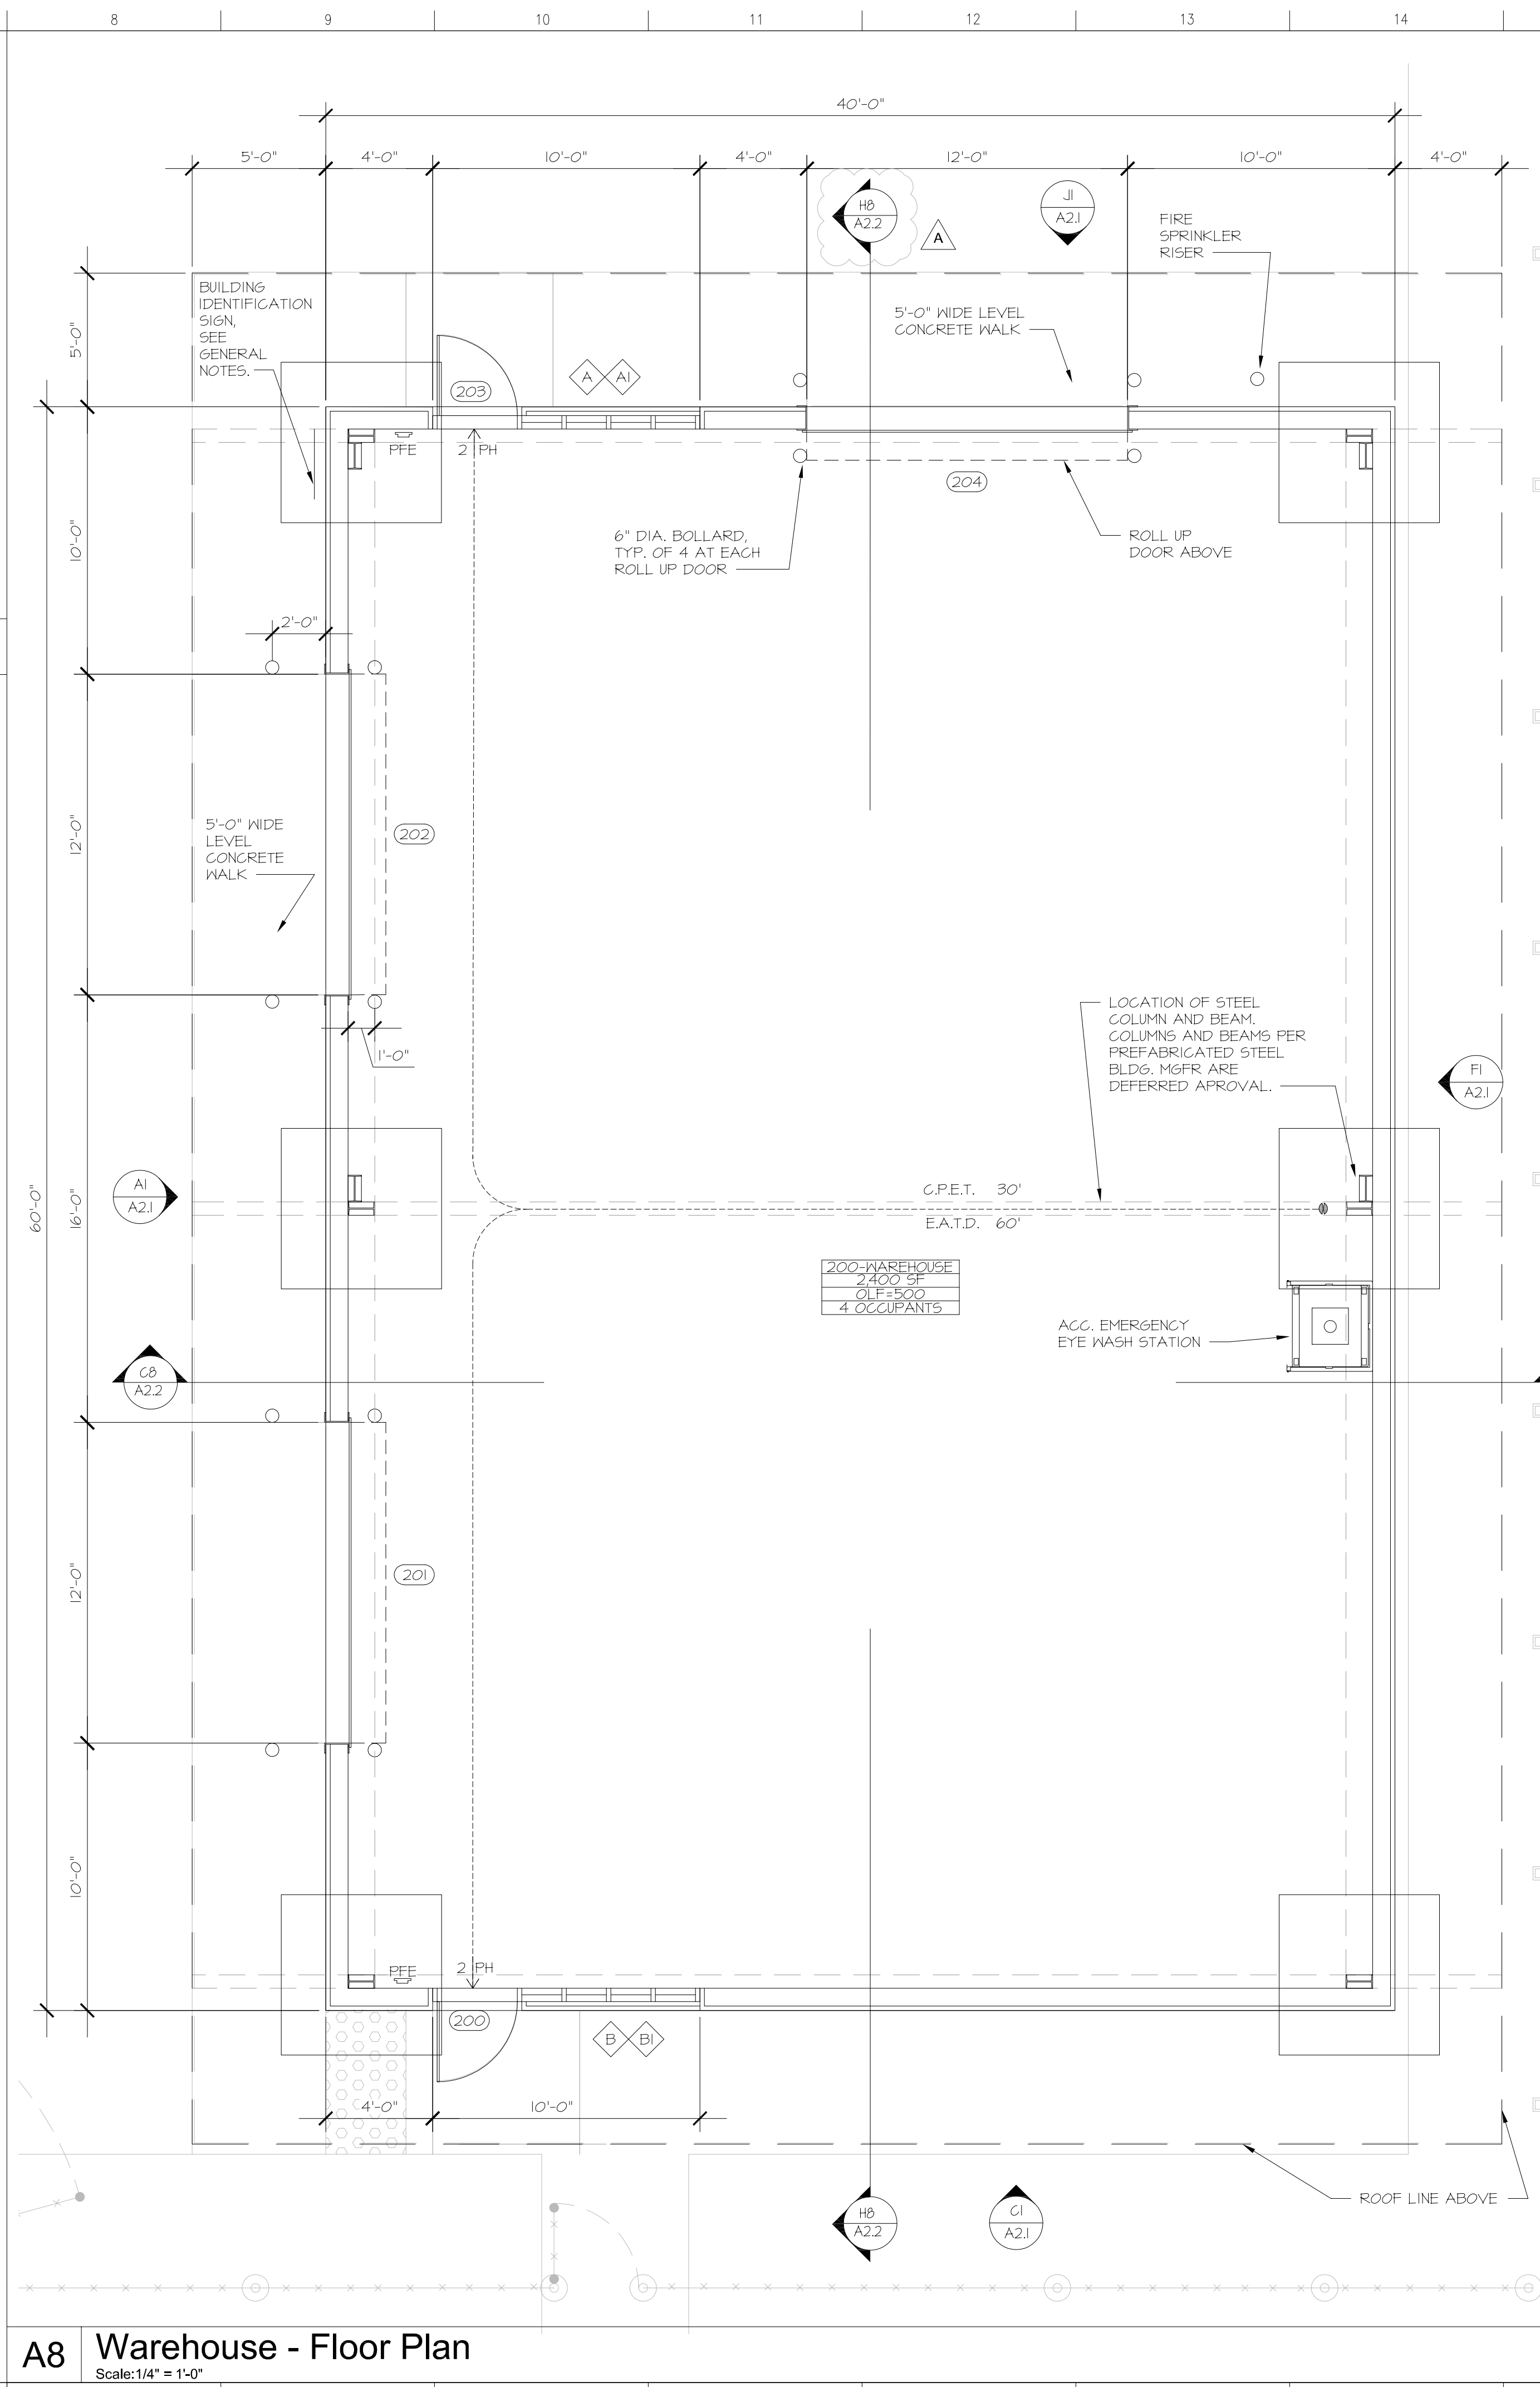 8 9 10 11 12 13 14
40'-0"
5'-0" 4'-0" 10'-0" 4'-0" 12'-0" 10'-0" 4'-0"
H8
A2.2
A
J1
A2.1
FIRE
SPRINKLER
RISER
BUILDING
IDENTIFICATION
SIGN,
SEE
GENERAL
NOTES.
5'-0" WIDE LEVEL
CONCRETE WALK
5'-0"
203
A A1
PFE
2 PH
204
6" DIA. BOLLARD,
TYP. OF 4 AT EACH
ROLL UP DOOR
ROLL UP
DOOR ABOVE
10'-0"
2'-0"
12'-0"
5'-0" WIDE
LEVEL
CONCRETE
WALK
202
LOCATION OF STEEL
COLUMN AND BEAM.
COLUMNS AND BEAMS PER
PREFABRICATED STEEL
BLDG. MGFR ARE
DEFERRED APROVAL.
1'-0"
F1
A2.1
A1
A2.1
60'-0"
16'-0"
C.P.E.T. 30'
E.A.T.D. 60'
200-WAREHOUSE
2,400 SF
OLF=500
4 OCCUPANTS
ACC. EMERGENCY
EYE WASH STATION
C8
A2.2
201
12'-0"
10'-0"
PFE
2 PH
200
B B1
4'-0" 10'-0"
ROOF LINE ABOVE
H8
A2.2
C1
A2.1
A8
Warehouse - Floor Plan
Scale:1/4" = 1'-0"